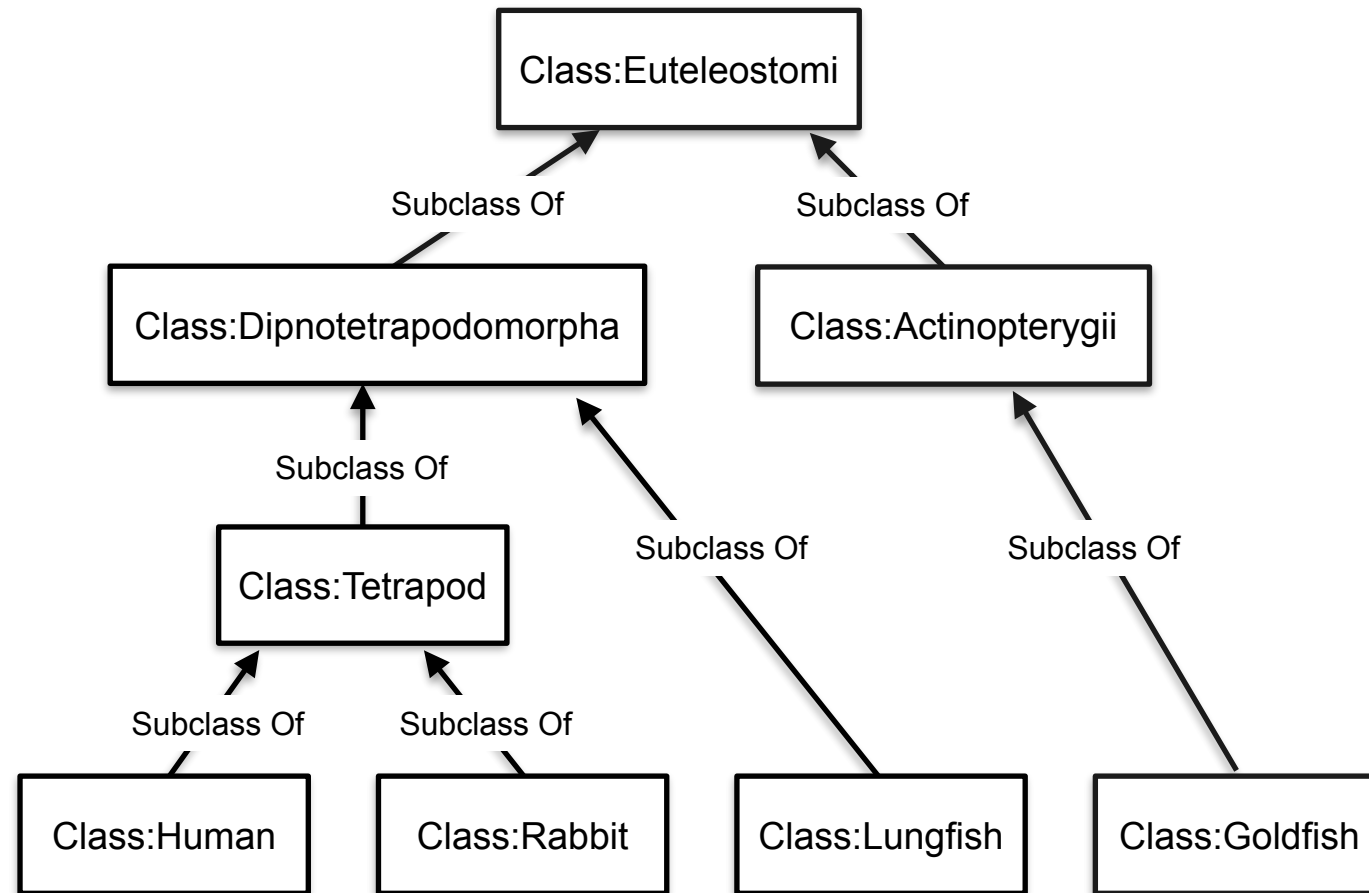 Class:Euteleostomi
Subclass Of
Subclass Of
Class:Dipnotetrapodomorpha
Class:Actinopterygii
Subclass Of
Class:Tetrapod
Subclass Of
Subclass Of
Subclass Of
Subclass Of
Class:Human
Class:Rabbit
Class:Lungfish
Class:Goldfish